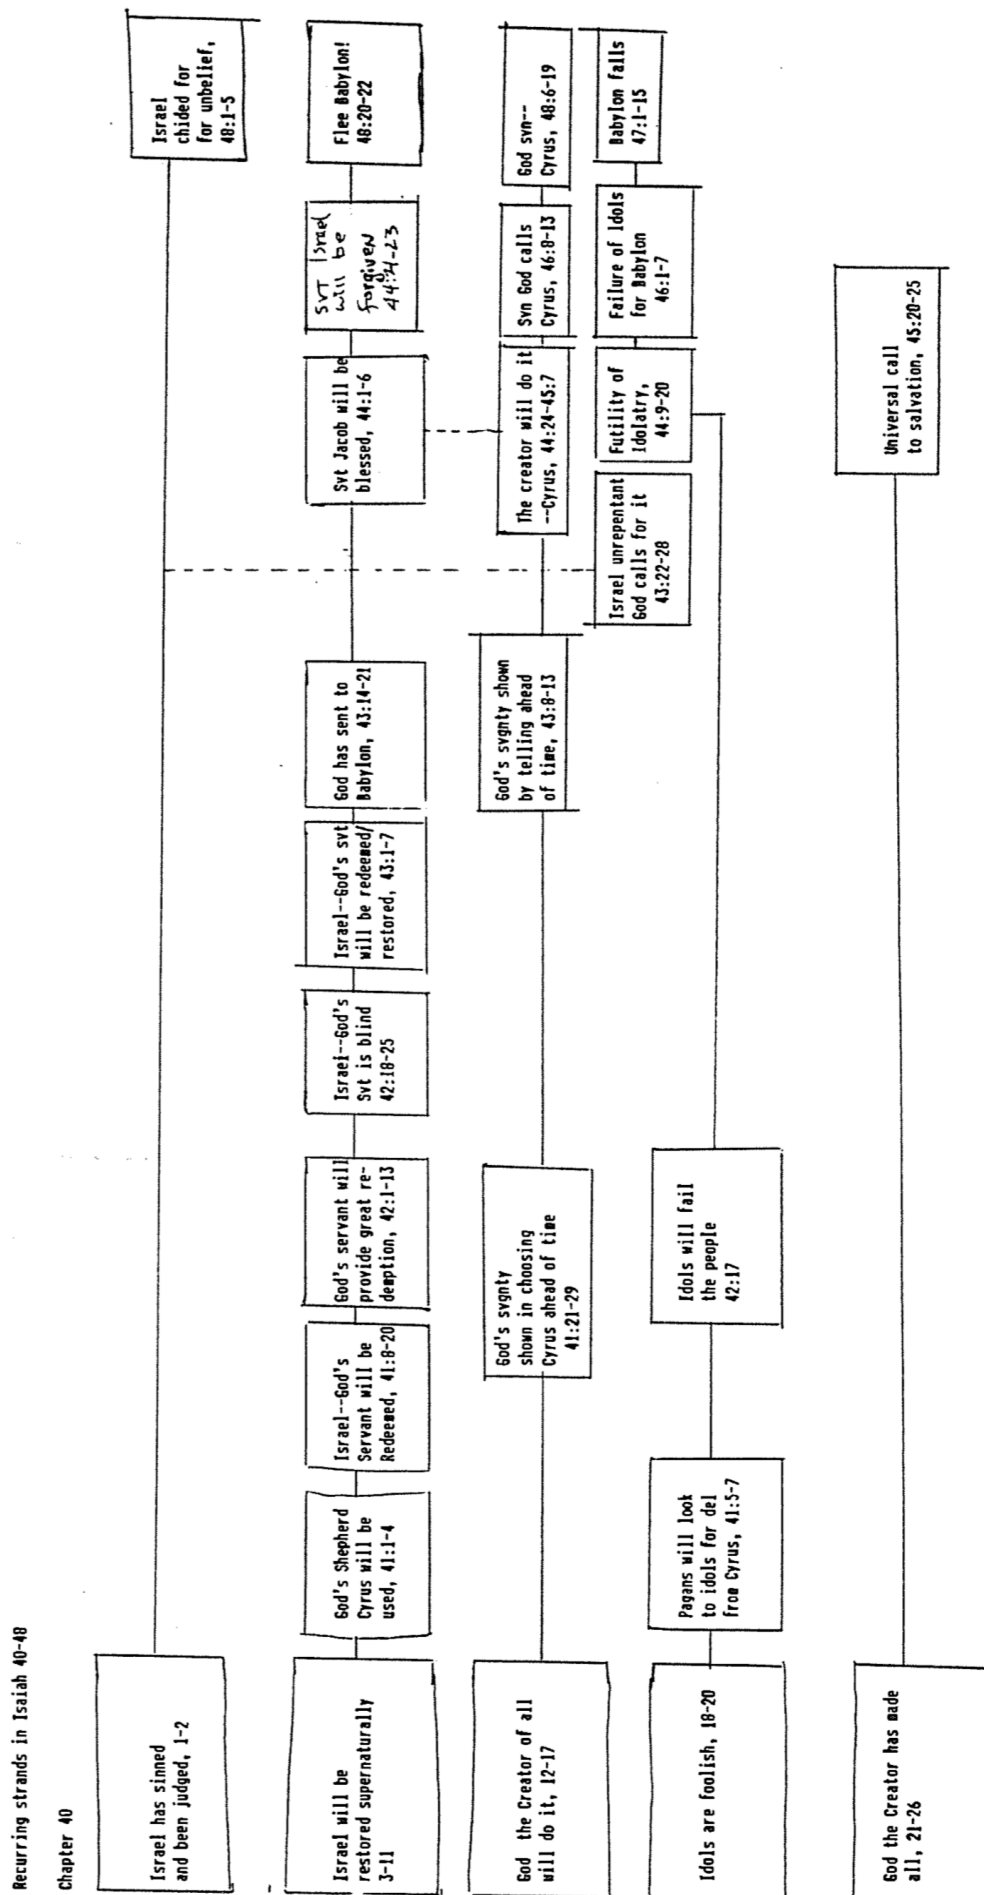 Recurring strands in Isaiah 40-48
Chapter 40
Israel has sinned
and been judged, 1-2
Israel
chided for
for unbelief,
48:1-5
Israel will be
restored supernaturally
3-11
God's Shepherd
Cyrus will be
used, 41:1-4
Israel--God's
Servant will be
Redeemed, 41:8-20
God's servant will
provide great re-
demption, 42:1-13
Israel--God's
Svt is blind
42:18-25
Israel--God's svt
will be redeemed/
restored, 43:1-7
God has sent to
Babylon, 43:14-21
Svt Jacob will be
blessed, 44:1-6
SVT Israel
will be
forgiven
44:21-23
Flee Babylon!
48:20-22
God the Creator of all
will do it, 12-17
God's svgnty
shown in choosing
Cyrus ahead of time
41:21-29
God's svgnty shown
by telling ahead
of time, 43:8-13
The creator will do it
--Cyrus, 44:24-45:7
Svn God calls
Cyrus, 46:8-13
God svn--
Cyrus, 48:6-19
Idols are foolish, 18-20
Pagans will look
to idols for del
from Cyrus, 41:5-7
Idols will fail
the people
42:17
Israel unrepentant
God calls for it
43:22-28
Futility of
Idolatry,
44:9-20
Failure of Idols
for Babylon
46:1-7
Babylon Falls
47:1-15
God the Creator has made
all, 21-26
Universal call
to salvation, 45:20-25